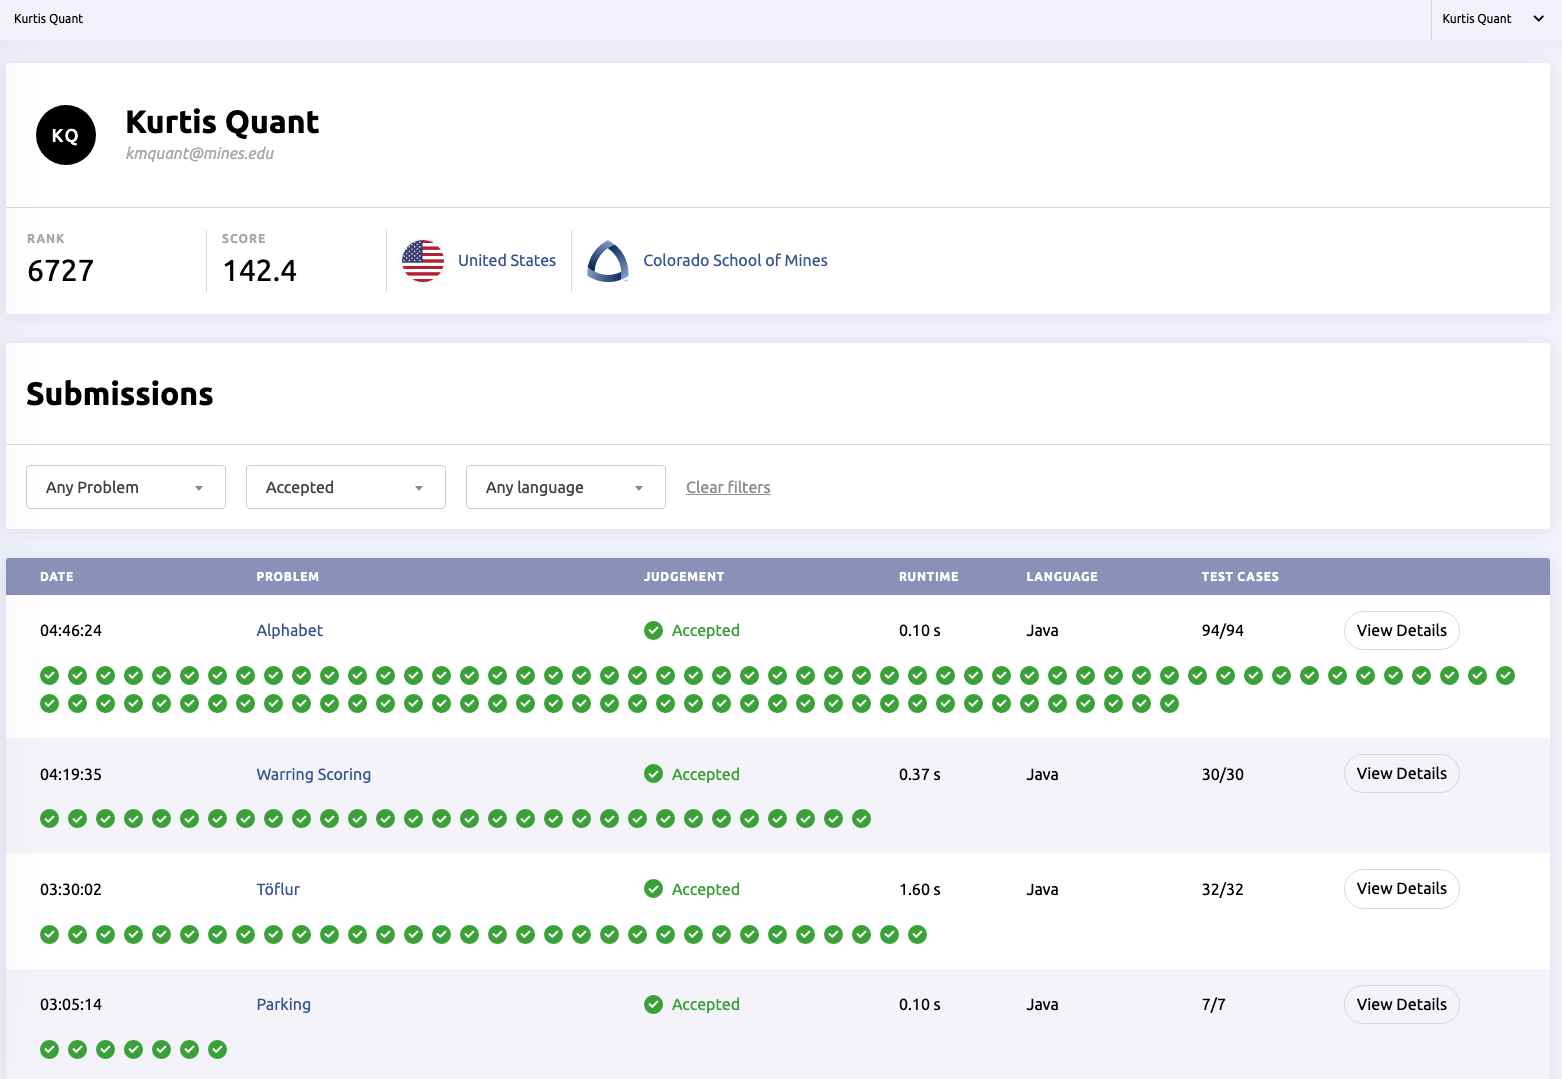 Kurtis Quant
Kurtis Quant
KQ
Kurtis Quant
kmquant@mines.edu
RANK
6727
SCORE
142.4
United States
Colorado School of Mines
Submissions
Any Problem
Accepted
Any language
Clear filters
DATE PROBLEM JUDGEMENT RUNTIME LANGUAGE TEST CASES
04:46:24 Alphabet Accepted 0.10 s Java 94/94 View Details
04:19:35 Warring Scoring Accepted 0.37 s Java 30/30 View Details
03:30:02 Töflur Accepted 1.60 s Java 32/32 View Details
03:05:14 Parking Accepted 0.10 s Java 7/7 View Details